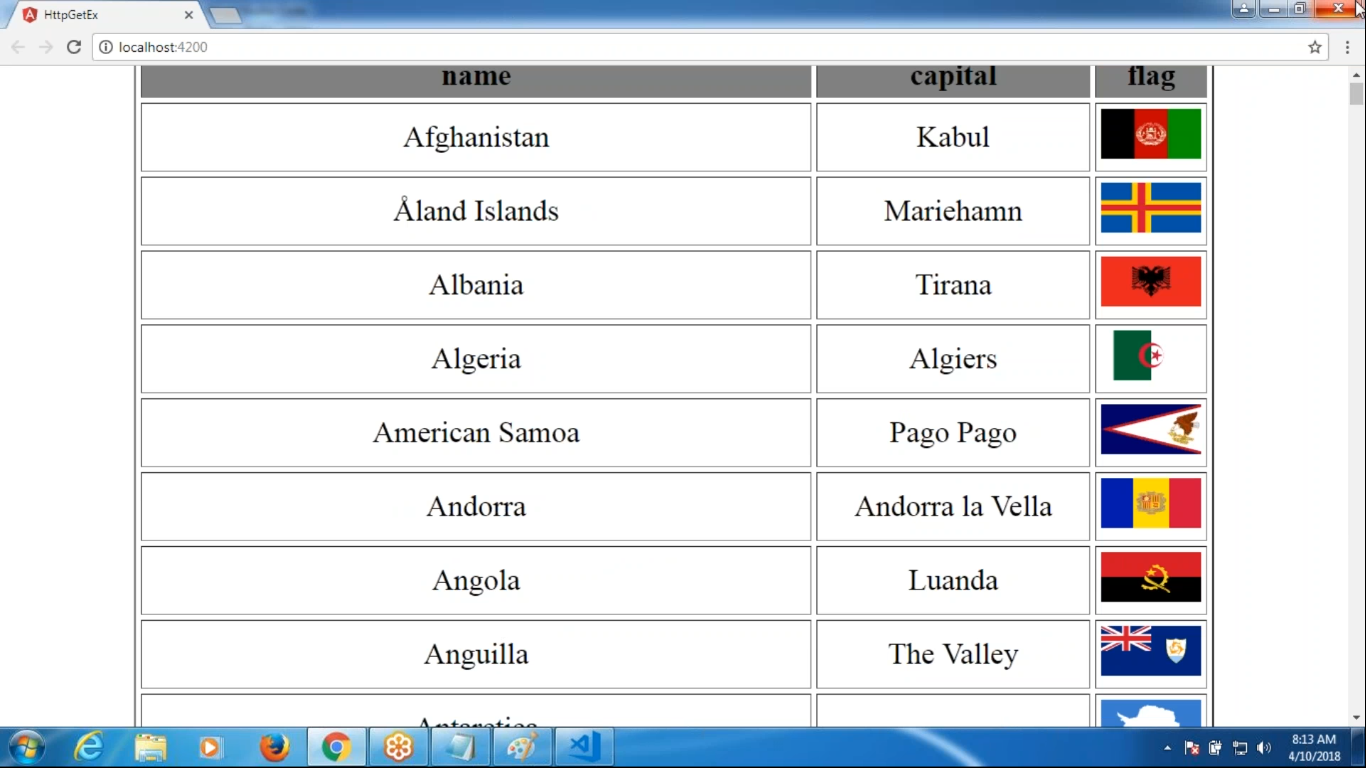 HttpGetEx
localhost:4200
name capital flag
Afghanistan Kabul
Åland Islands Mariehamn
Albania Tirana
Algeria Algiers
American Samoa Pago Pago
Andorra Andorra la Vella
Angola Luanda
Anguilla The Valley
Antarctica
8:13 AM
4/10/2018